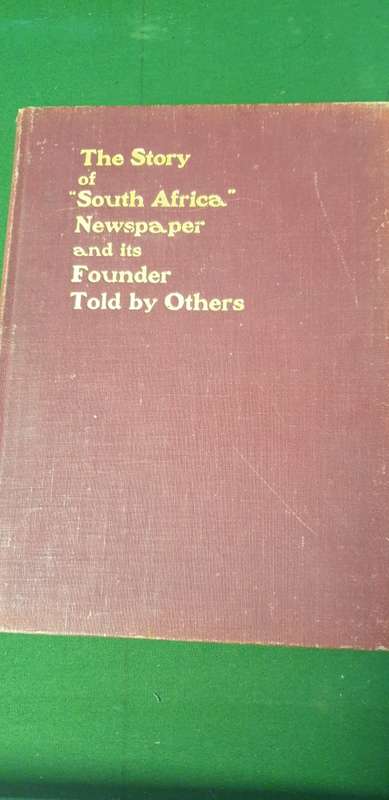 The Story
of
"South Africa"
Newspaper
and its
Founder
Told by Others